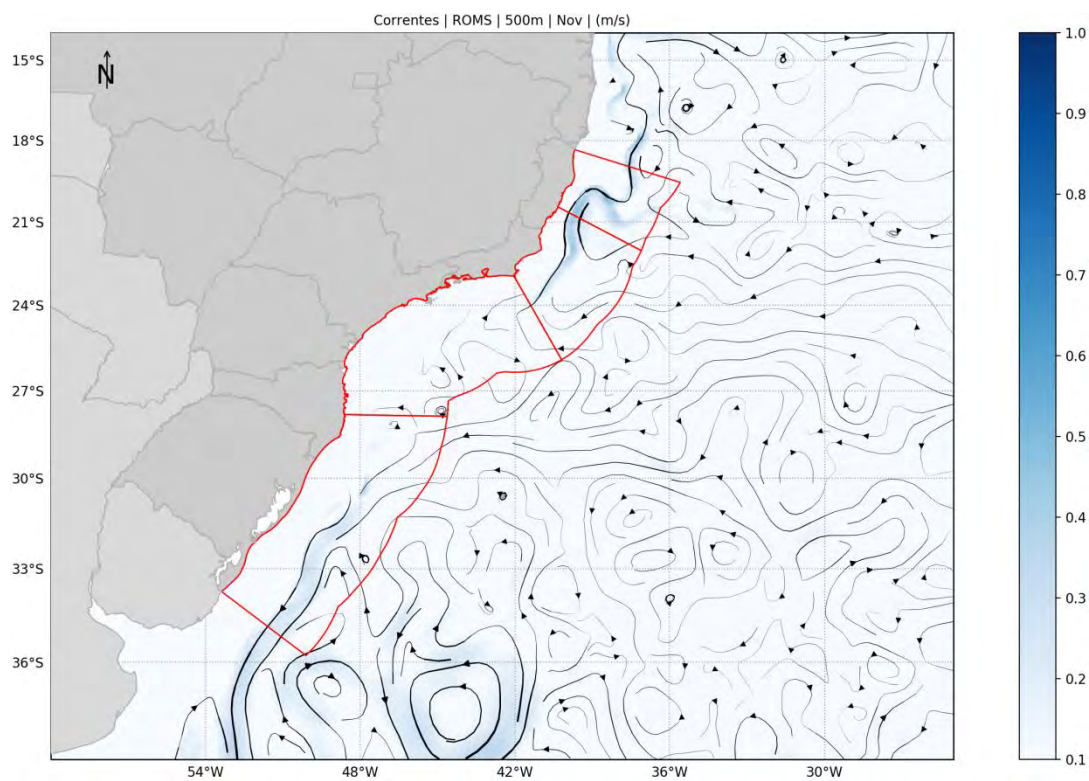 Correntes | ROMS | 500m | Nov | (m/s)
N
15°S
18°S
21°S
24°S
27°S
30°S
33°S
36°S
54°W
48°W
42°W
36°W
30°W
1.0
0.9
0.8
0.7
0.6
0.5
0.4
0.3
0.2
0.1